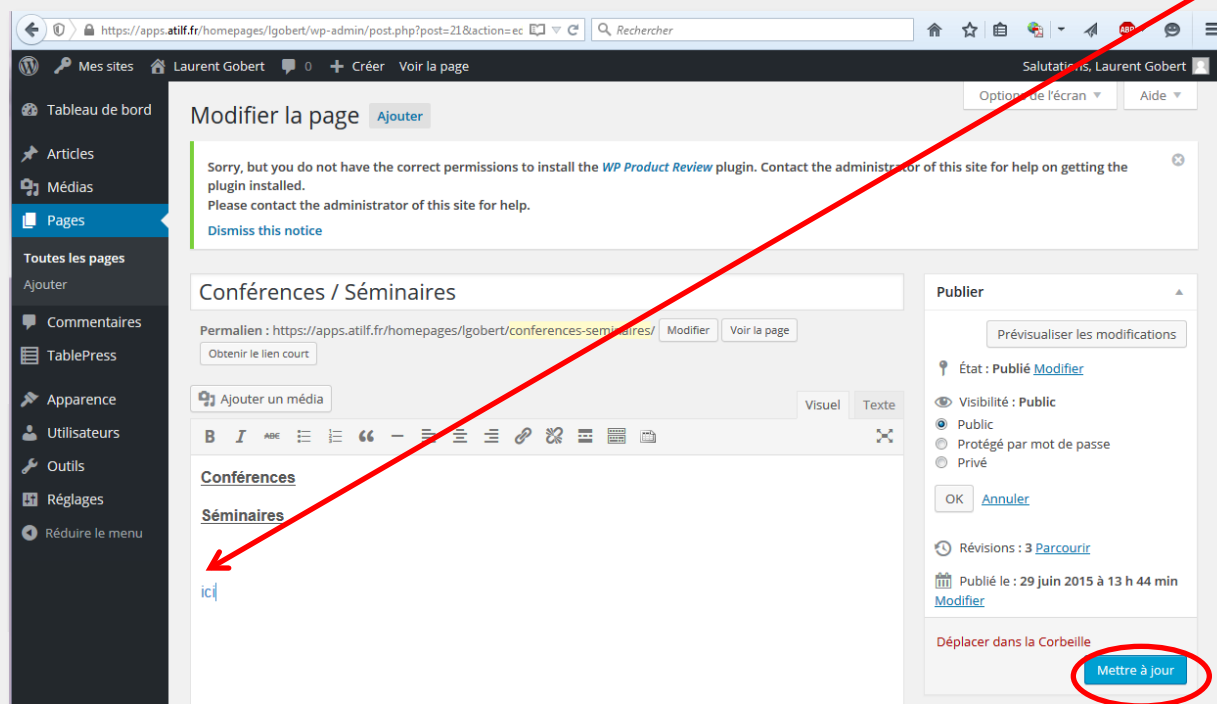 https://apps.atilf.fr/homepages/lgobert/wp-admin/post.php?post=21&action=ec
Rechercher
ABP
Mes sites
Laurent Gobert
0
Créer
Voir la page
Salutations, Laurent Gobert
Tableau de bord
Articles
Médias
Pages
Toutes les pages
Ajouter
Commentaires
TablePress
Apparence
Utilisateurs
Outils
Réglages
Réduire le menu
Options de l'écran
Aide
Modifier la page
Ajouter
Sorry, but you do not have the correct permissions to install the WP Product Review plugin. Contact the administrator of this site for help on getting the
plugin installed.
Please contact the administrator of this site for help.
Dismiss this notice
Conférences / Séminaires
Permalien : https://apps.atilf.fr/homepages/lgobert/conferences-seminaires/ Modifier Voir la page
Obtenir le lien court
Ajouter un média
Visuel Texte
B I ABC
Conférences
Séminaires
ici
Publier
Prévisualiser les modifications
État : Publié Modifier
Visibilité : Public
Public
Protégé par mot de passe
Privé
OK Annuler
Révisions : 3 Parcourir
Publié le : 29 juin 2015 à 13 h 44 min
Modifier
Déplacer dans la Corbeille
Mettre à jour